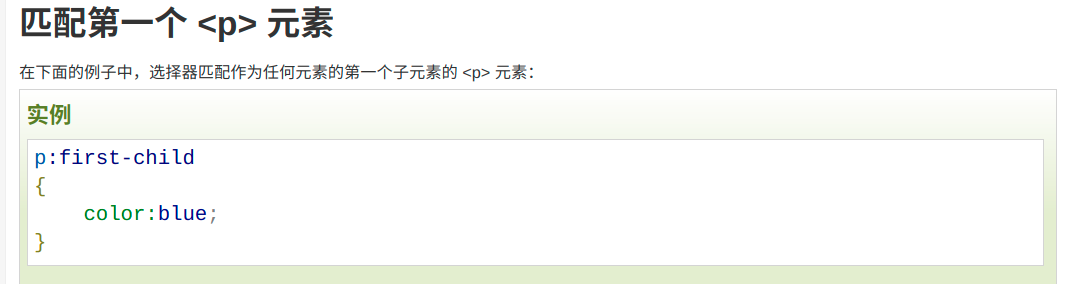 匹配第一个 <p> 元素
在下面的例子中，选择器匹配作为任何元素的第一个子元素的 <p> 元素：
实例
p:first-child
{
    color:blue;
}